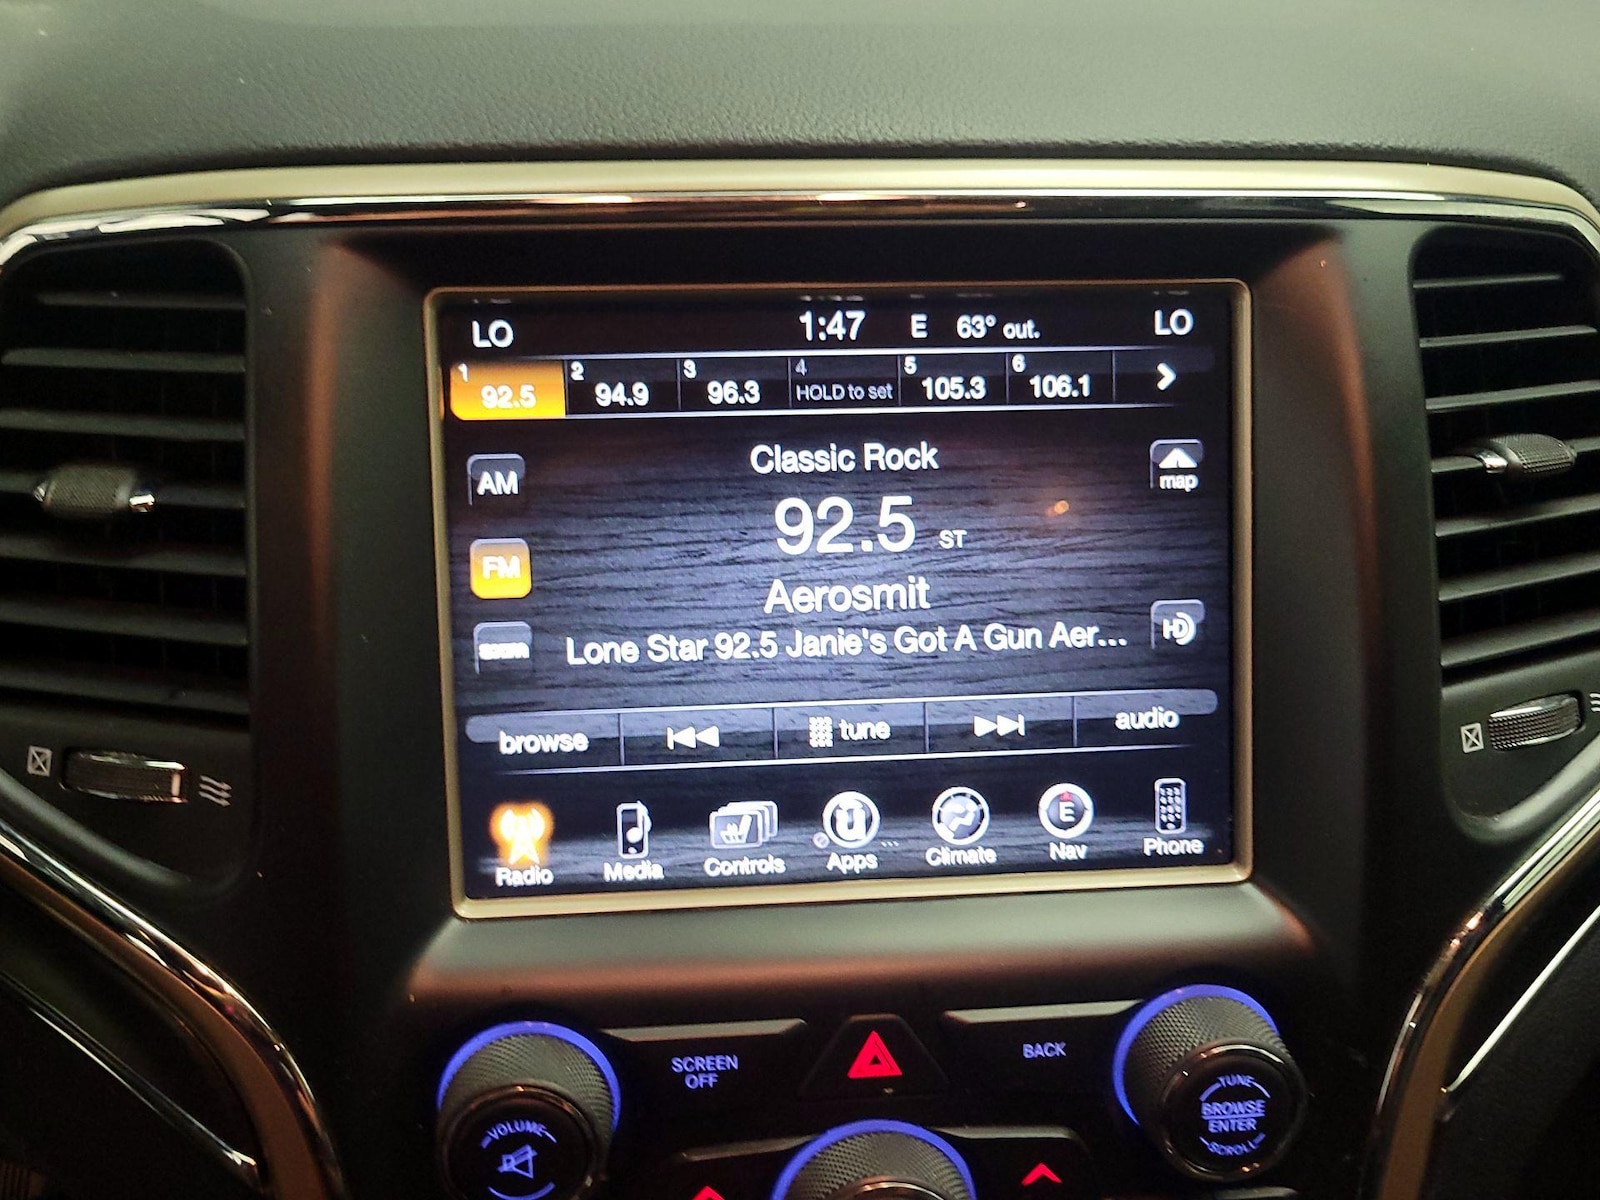 LO 1:47 E 63° out. LO
1 92.5 2 94.9 3 96.3 4 HOLD to set 5 105.3 6 106.1
Classic Rock
AM
map
92.5 ST
FM
Aerosmit
Lone Star 92.5 Janie's Got A Gun Aer...
HD
browse tune audio
Radio Media Controls Apps Climate E Nav Phone
SCREEN
OFF
BACK
VOLUME
TUNE
BROWSE
ENTER
SCROLL